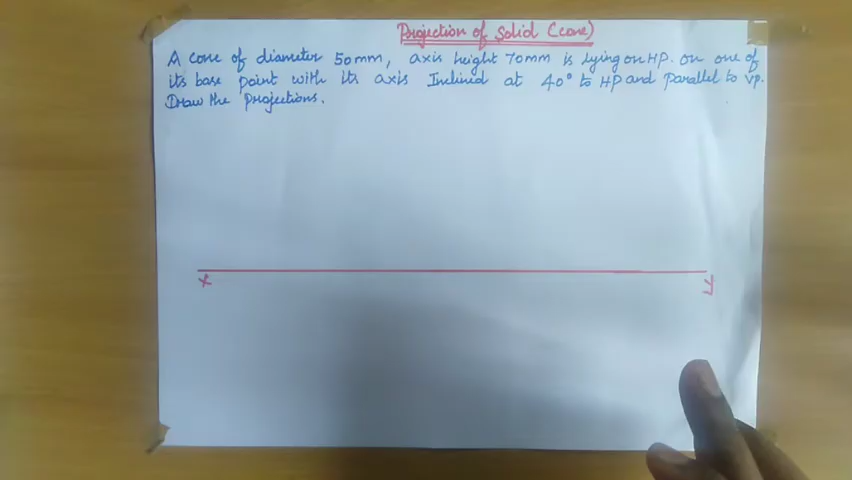 Projection of Solid (cone)
A cone of diameter 50mm, axis height 70mm is lying on HP. on one of
its base point with its axis Inclined at 40° to HP and parallel to VP.
Draw the projections.
X
Y